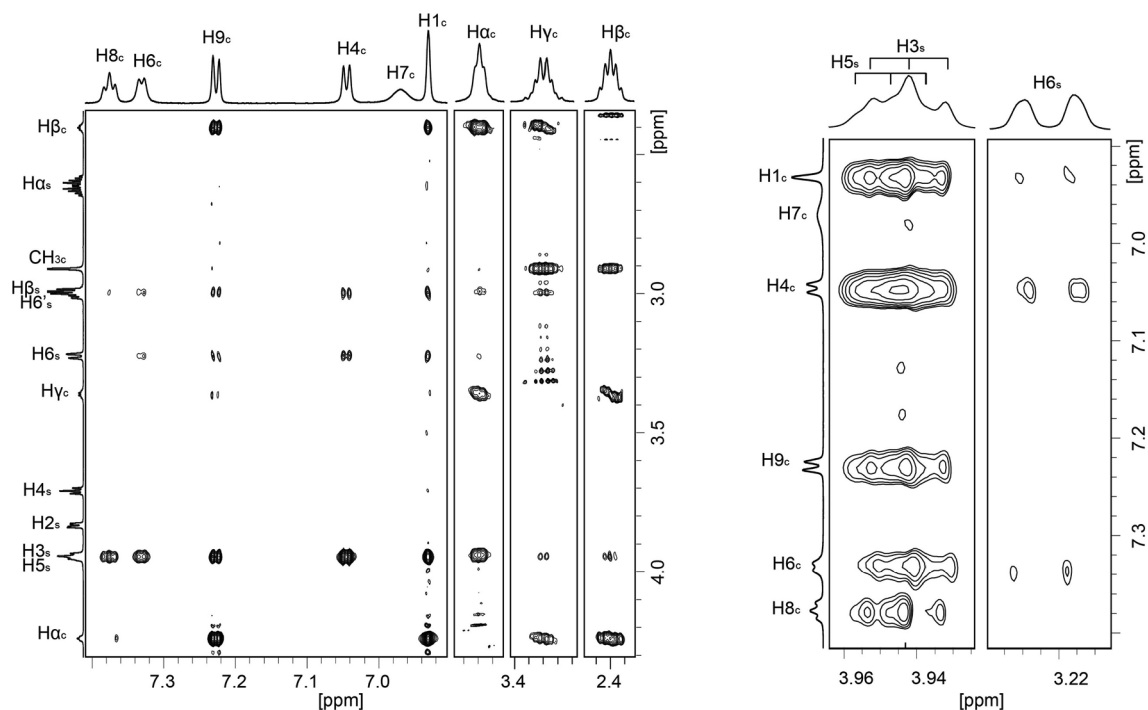 H8c H6c H9c H4c H7c H1c Hαc Hγc Hβc
Hβc
Hαs
CH3c
Hβs
H6's
H6s
Hγc
H4s
H2s
H3s
H5s
Hαc
[ppm]
3.0
3.5
4.0
7.3 7.2 7.1 7.0 3.4 2.4
[ppm] [ppm]
H3s
H5s H6s
H1c
H7c
H4c
H9c
H6c
H8c
[ppm]
7.0
7.1
7.2
7.3
3.96 3.94 3.22
[ppm]